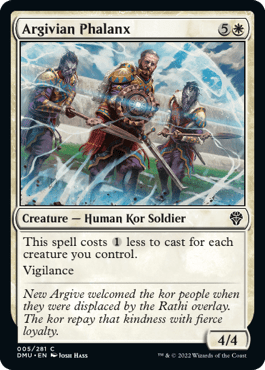 Argivian Phalanx 5
Creature — Human Kor Soldier
This spell costs 1 less to cast for each
creature you control.
Vigilance
New Argive welcomed the kor people when
they were displaced by the Rathi overlay.
The kor repay that kindness with fierce
loyalty.
4/4
005/281 C
DMU • EN Josh Hass
™ & © 2022 Wizards of the Coast